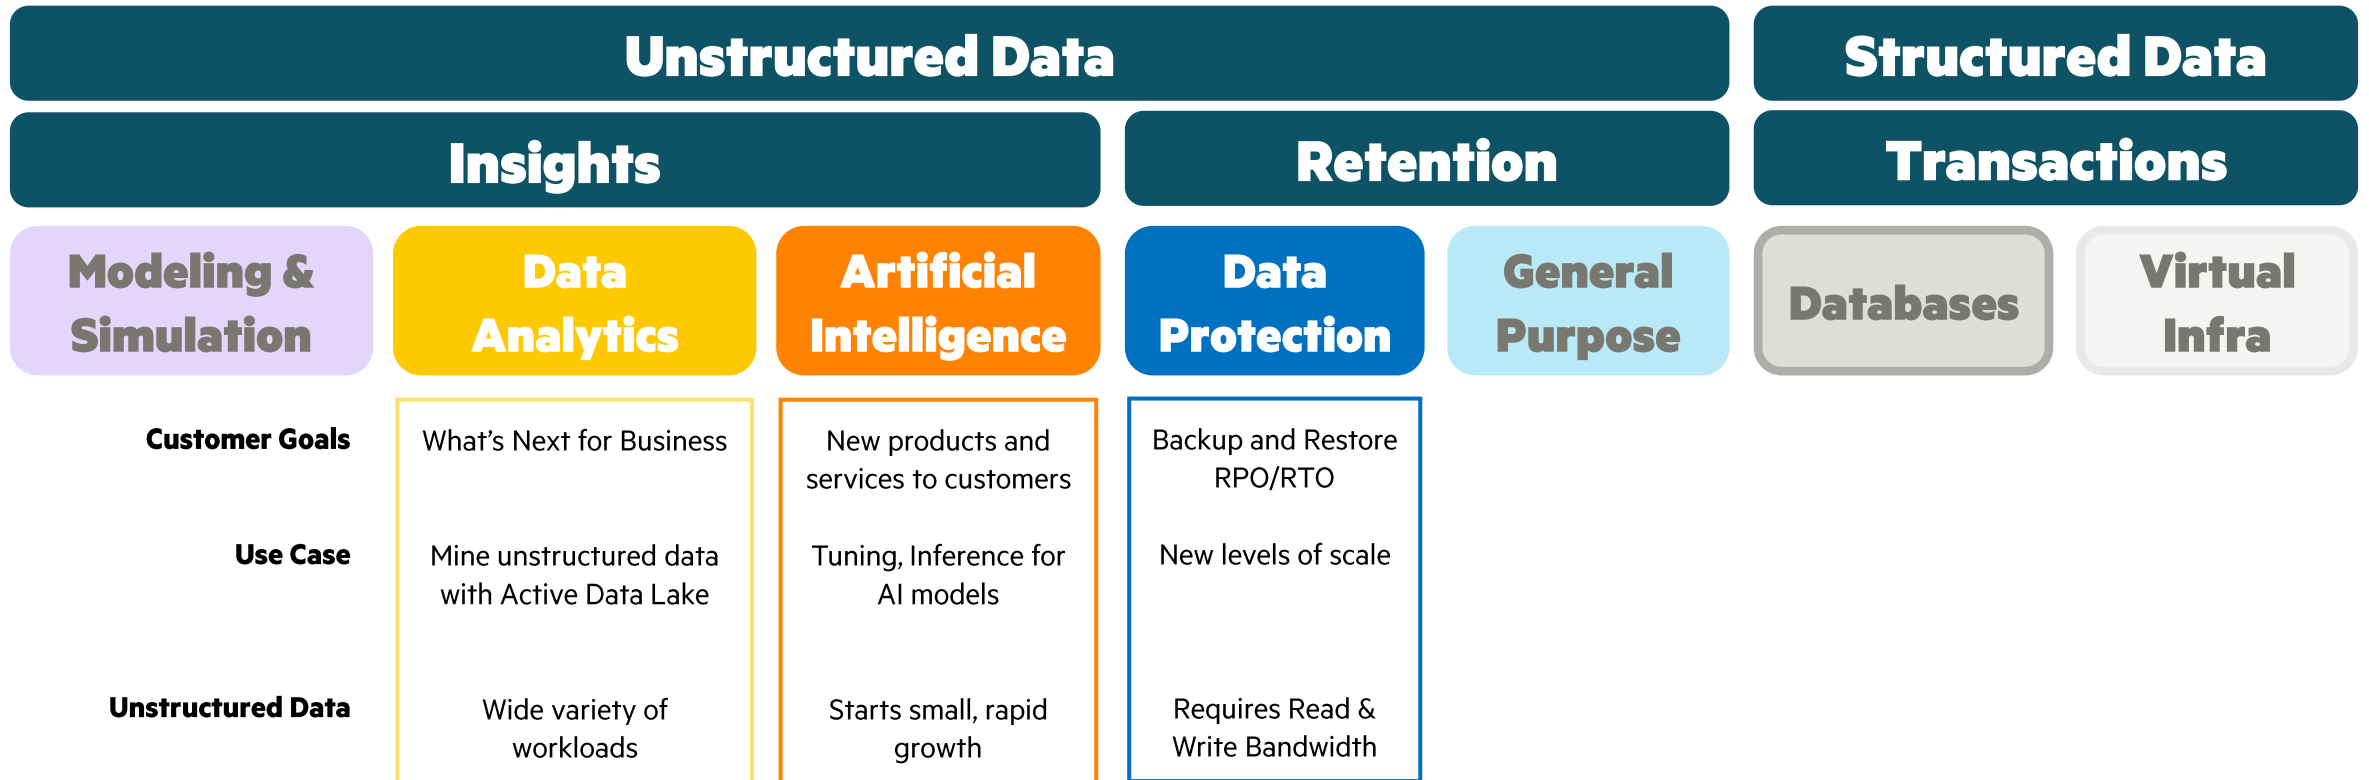 Unstructured Data
Structured Data
Insights
Retention
Transactions
Modeling &
Simulation
Data
Analytics
Artificial
Intelligence
Data
Protection
General
Purpose
Databases
Virtual
Infra
Customer Goals
What’s Next for Business
New products and
services to customers
Backup and Restore
RPO/RTO
Use Case
Mine unstructured data
with Active Data Lake
Tuning, Inference for
AI models
New levels of scale
Unstructured Data
Wide variety of
workloads
Starts small, rapid
growth
Requires Read &
Write Bandwidth